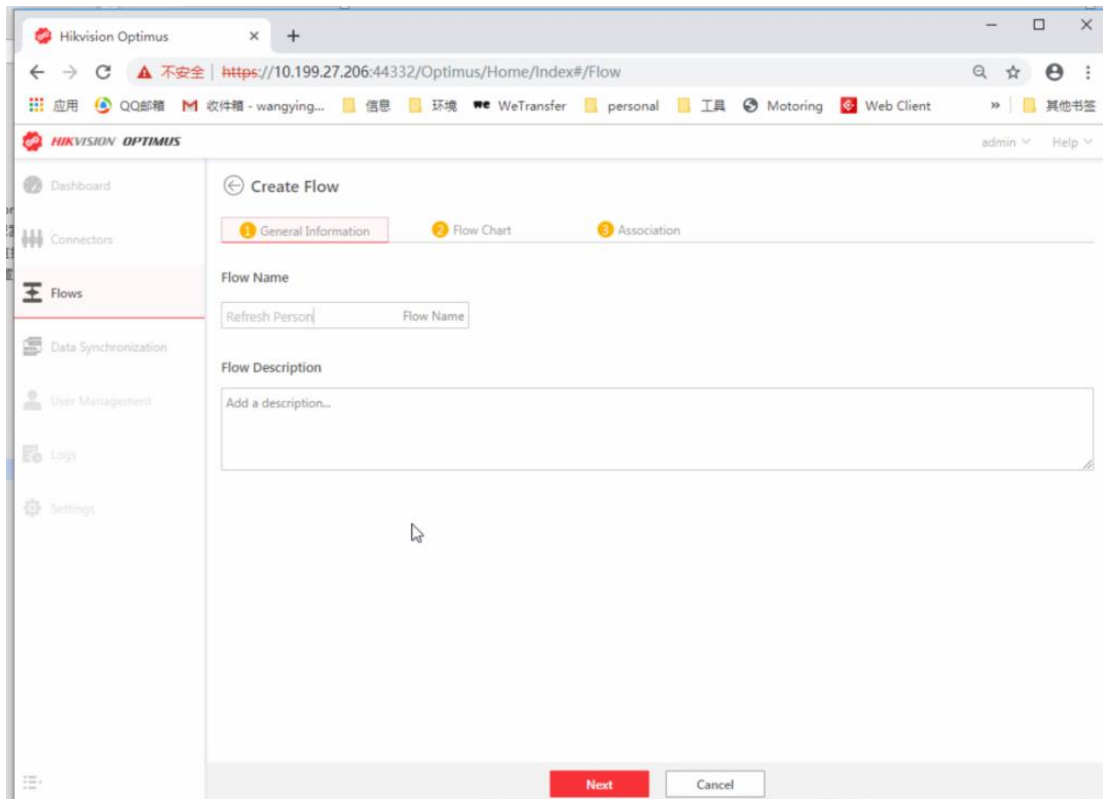 Hikvision Optimus
不安全 | https://10.199.27.206:44332/Optimus/Home/Index#/Flow
应用 QQ邮箱 收件箱 - wangying... 信息 环境 WeTransfer personal 工具 Motoring Web Client » 其他书签
HIKVISION OPTIMUS admin Help
Dashboard
Connectors
Flows
Data Synchronization
User Management
Logs
Settings
Create Flow
1 General Information 2 Flow Chart 3 Association
Flow Name
Refresh Person Flow Name
Flow Description
Add a description...
Next Cancel